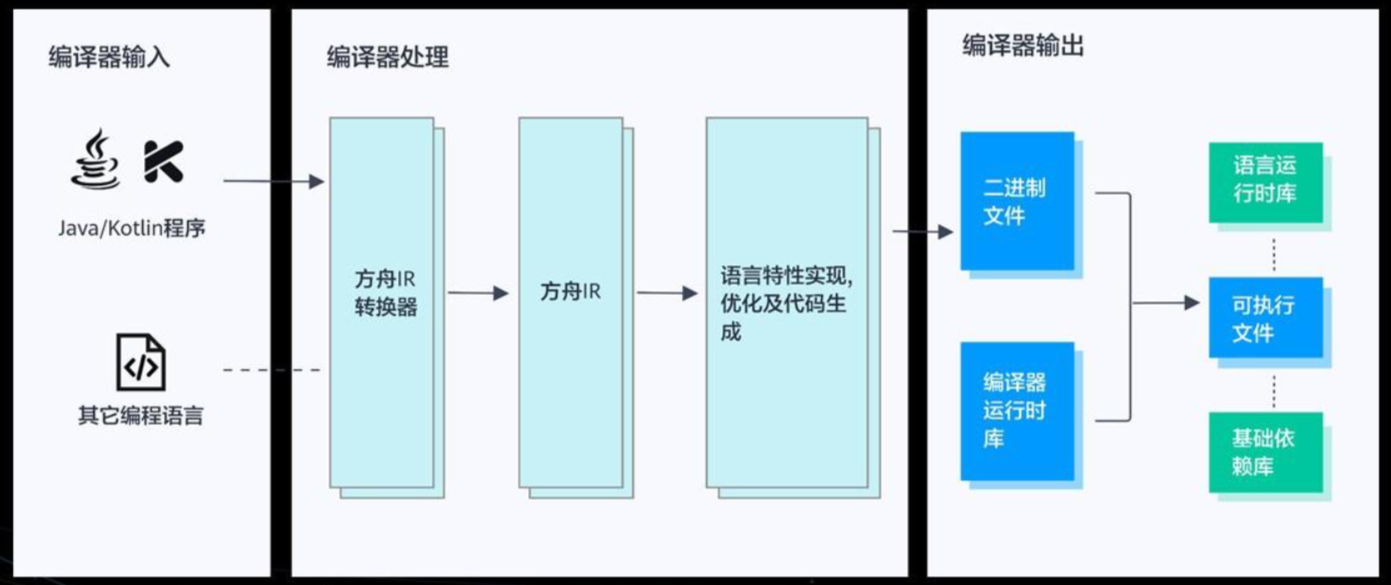 编译器输入
Java/Kotlin程序
其它编程语言
编译器处理
方舟IR
转换器
方舟IR
语言特性实现,
优化及代码生
成
编译器输出
二进制
文件
编译器
运行时
库
语言运
行时库
可执行
文件
基础依
赖库